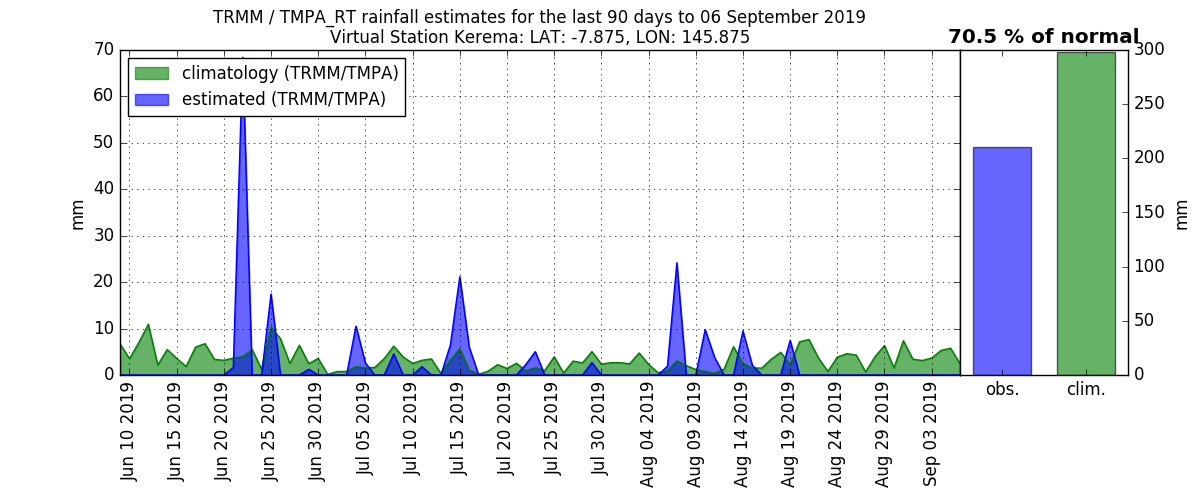 TRMM / TMPA_RT rainfall estimates for the last 90 days to 06 September 2019
Virtual Station Kerema: LAT: -7.875, LON: 145.875
70.5 % of normal
climatology (TRMM/TMPA)
estimated (TRMM/TMPA)
mm
70
60
50
40
30
20
10
0
Jun 10 2019
Jun 15 2019
Jun 20 2019
Jun 25 2019
Jun 30 2019
Jul 05 2019
Jul 10 2019
Jul 15 2019
Jul 20 2019
Jul 25 2019
Jul 30 2019
Aug 04 2019
Aug 09 2019
Aug 14 2019
Aug 19 2019
Aug 24 2019
Aug 29 2019
Sep 03 2019
obs.
clim.
300
250
200
150
100
50
0
mm